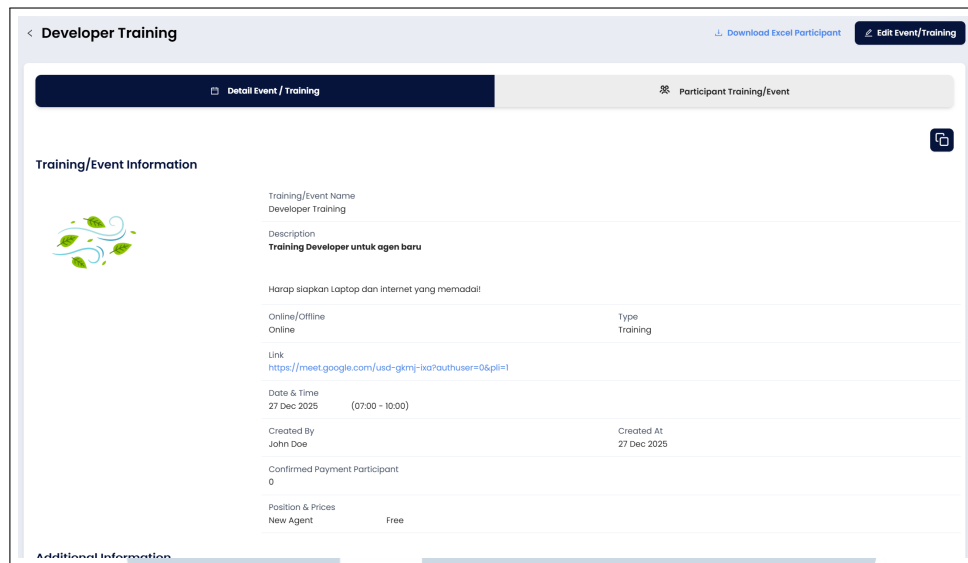 Developer Training
Download Excel Participant
Edit Event/Training
Detail Event / Training
Participant Training/Event
Training/Event Information
Training/Event Name
Developer Training
Description
Training Developer untuk agen baru
Harap siapkan Laptop dan internet yang memadai!
Online/Offline Type
Online Training
Link
https://meet.google.com/usd-gkmj-ixa?authuser=0&pli=1
Date & Time
27 Dec 2025 (07:00 - 10:00)
Created By Created At
John Doe 27 Dec 2025
Confirmed Payment Participant
0
Position & Prices
New Agent Free
Additional Information